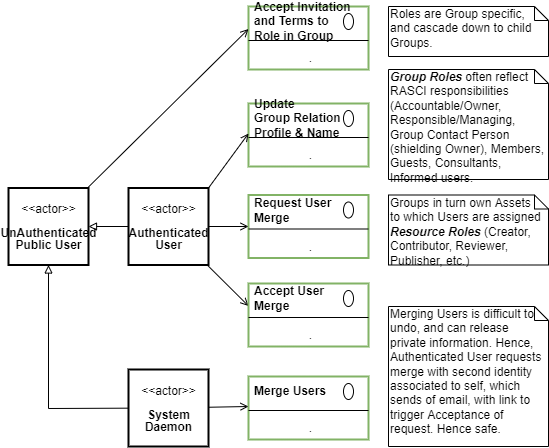 Accept Invitation
and Terms to
Role in Group
.
Roles are Group specific,
and cascade down to child
Groups.
Update
Group Relation
Profile & Name
.
Group Roles often reflect
RASCI responsibilities
(Accountable/Owner,
Responsible/Managing,
Group Contact Person
(shielding Owner), Members,
Guests, Consultants,
Informed users.
<<actor>>
UnAuthenticated
Public User
<<actor>>
Authenticated
User
Request User
Merge
.
Groups in turn own Assets
to which Users are assigned
Resource Roles (Creator,
Contributor, Reviewer,
Publisher, etc.)
Accept User
Merge
.
Merging Users is difficult to
undo, and can release
private information. Hence,
Authenticated User requests
merge with second identity
associated to self, which
sends of email, with link to
trigger Acceptance of
request. Hence safe.
<<actor>>
System
Daemon
Merge Users
.